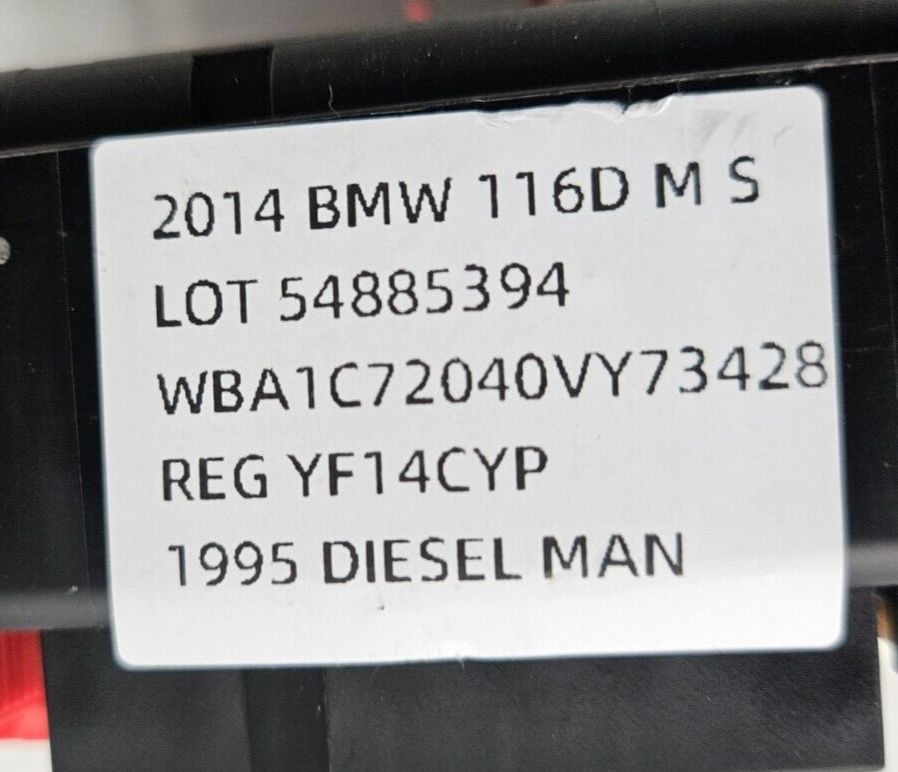 2014 BMW 116D M S
LOT 54885394
WBA1C72040VY73428
REG YF14CYP
1995 DIESEL MAN